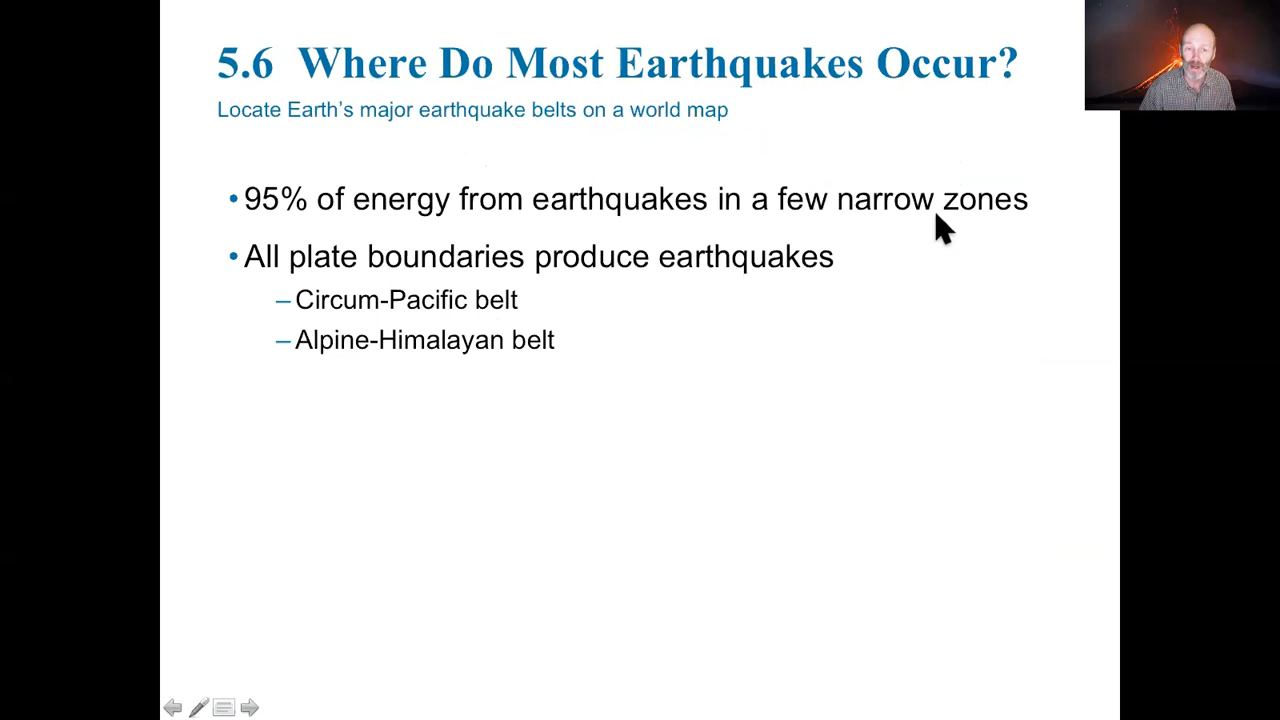 5.6 Where Do Most Earthquakes Occur?
Locate Earth's major earthquake belts on a world map
•95% of energy from earthquakes in a few narrow zones
•All plate boundaries produce earthquakes
–Circum-Pacific belt
–Alpine-Himalayan belt